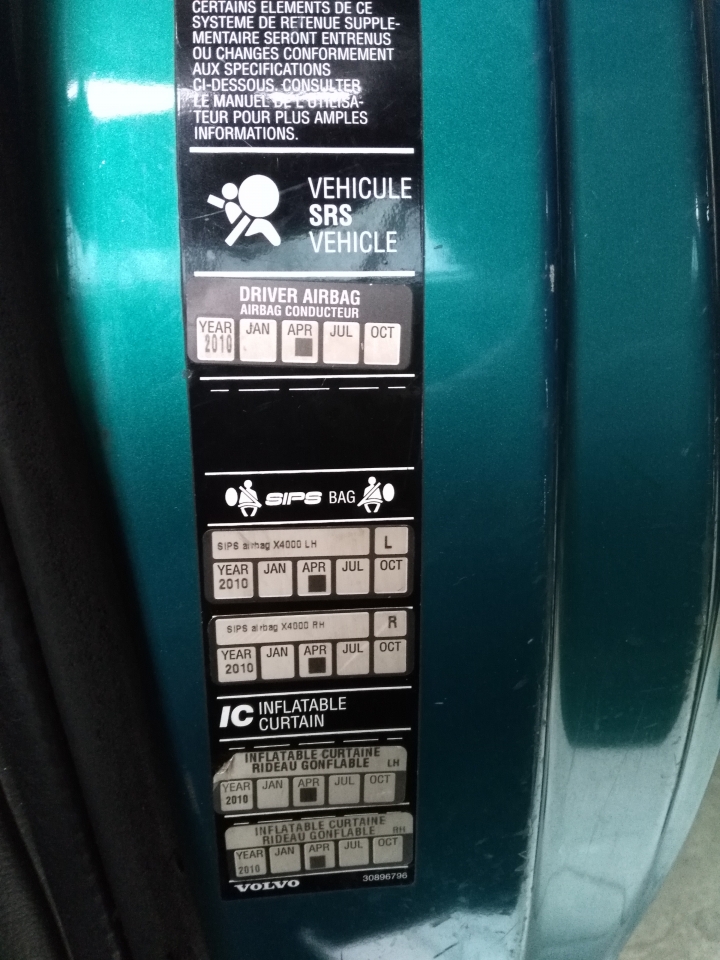 CERTAINS ELEMENTS DE CE
SYSTEME DE RETENUE SUPPLE-
MENTAIRE SERONT ENTRENUS
OU CHANGES CONFORMEMENT
AUX SPECIFICATIONS
CI-DESSOUS. CONSULTER
LE MANUEL DE L'UTILISA-
TEUR POUR PLUS AMPLES
INFORMATIONS.
VEHICULE
SRS
VEHICLE
DRIVER AIRBAG
AIRBAG CONDUCTEUR
YEAR JAN APR JUL OCT
2010
SIPS BAG
SIPS airbag X4000 LH L
YEAR JAN APR JUL OCT
2010
SIPS airbag X4000 RH R
YEAR JAN APR JUL OCT
2010
IC INFLATABLE
CURTAIN
INFLATABLE CURTAINE
RIDEAU GONFLABLE LH
YEAR JAN APR JUL OCT
2010
INFLATABLE CURTAINE
RIDEAU GONFLABLE RH
YEAR JAN APR JUL OCT
2010
VOLVO 30896796